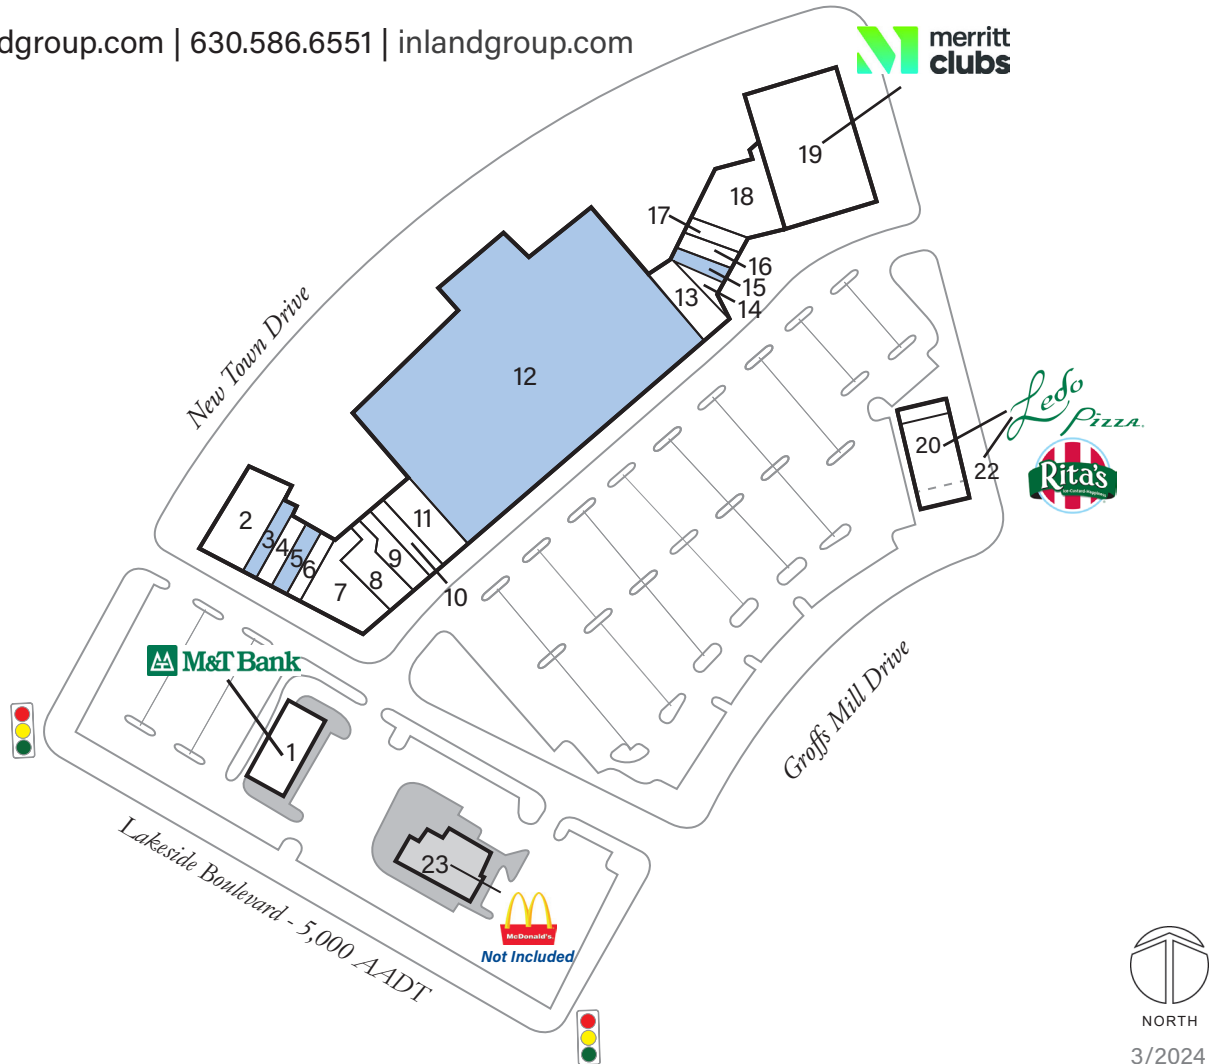 dgroup.com | 630.586.6551 | inlandgroup.com
merritt
clubs
19
18
17
16
15
14
13
12
New Town Drive
Ledo
Pizza
20
22
Rita's
2
3
4
5
6
7
8
9
10
11
M&T Bank
1
Groffs Mill Drive
Lakeside Boulevard - 5,000 AADT
23
McDonald's
Not Included
NORTH
3/2024